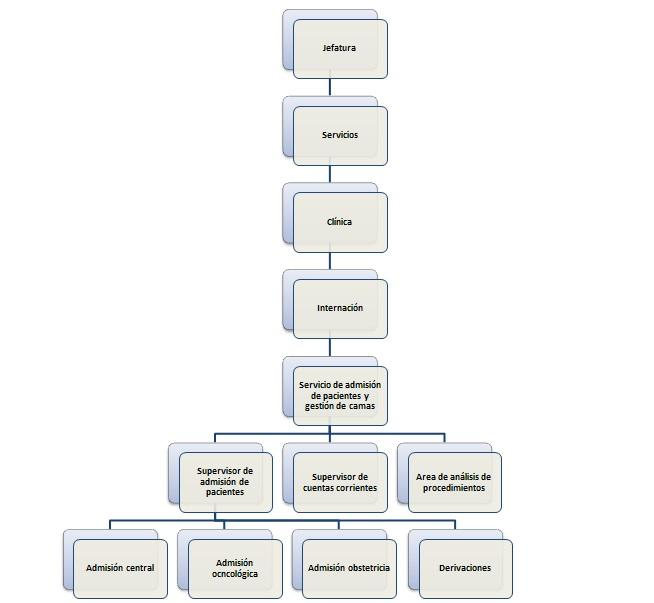 Jefatura
Servicios
Clínica
Internación
Servicio de admisión
de pacientes y
gestión de camas
Supervisor de
admisión de
pacientes
Supervisor de
cuentas corrientes
Area de análisis de
procedimientos
Admisión central
Admisión
ocncológica
Admisión obstetricia
Derivaciones